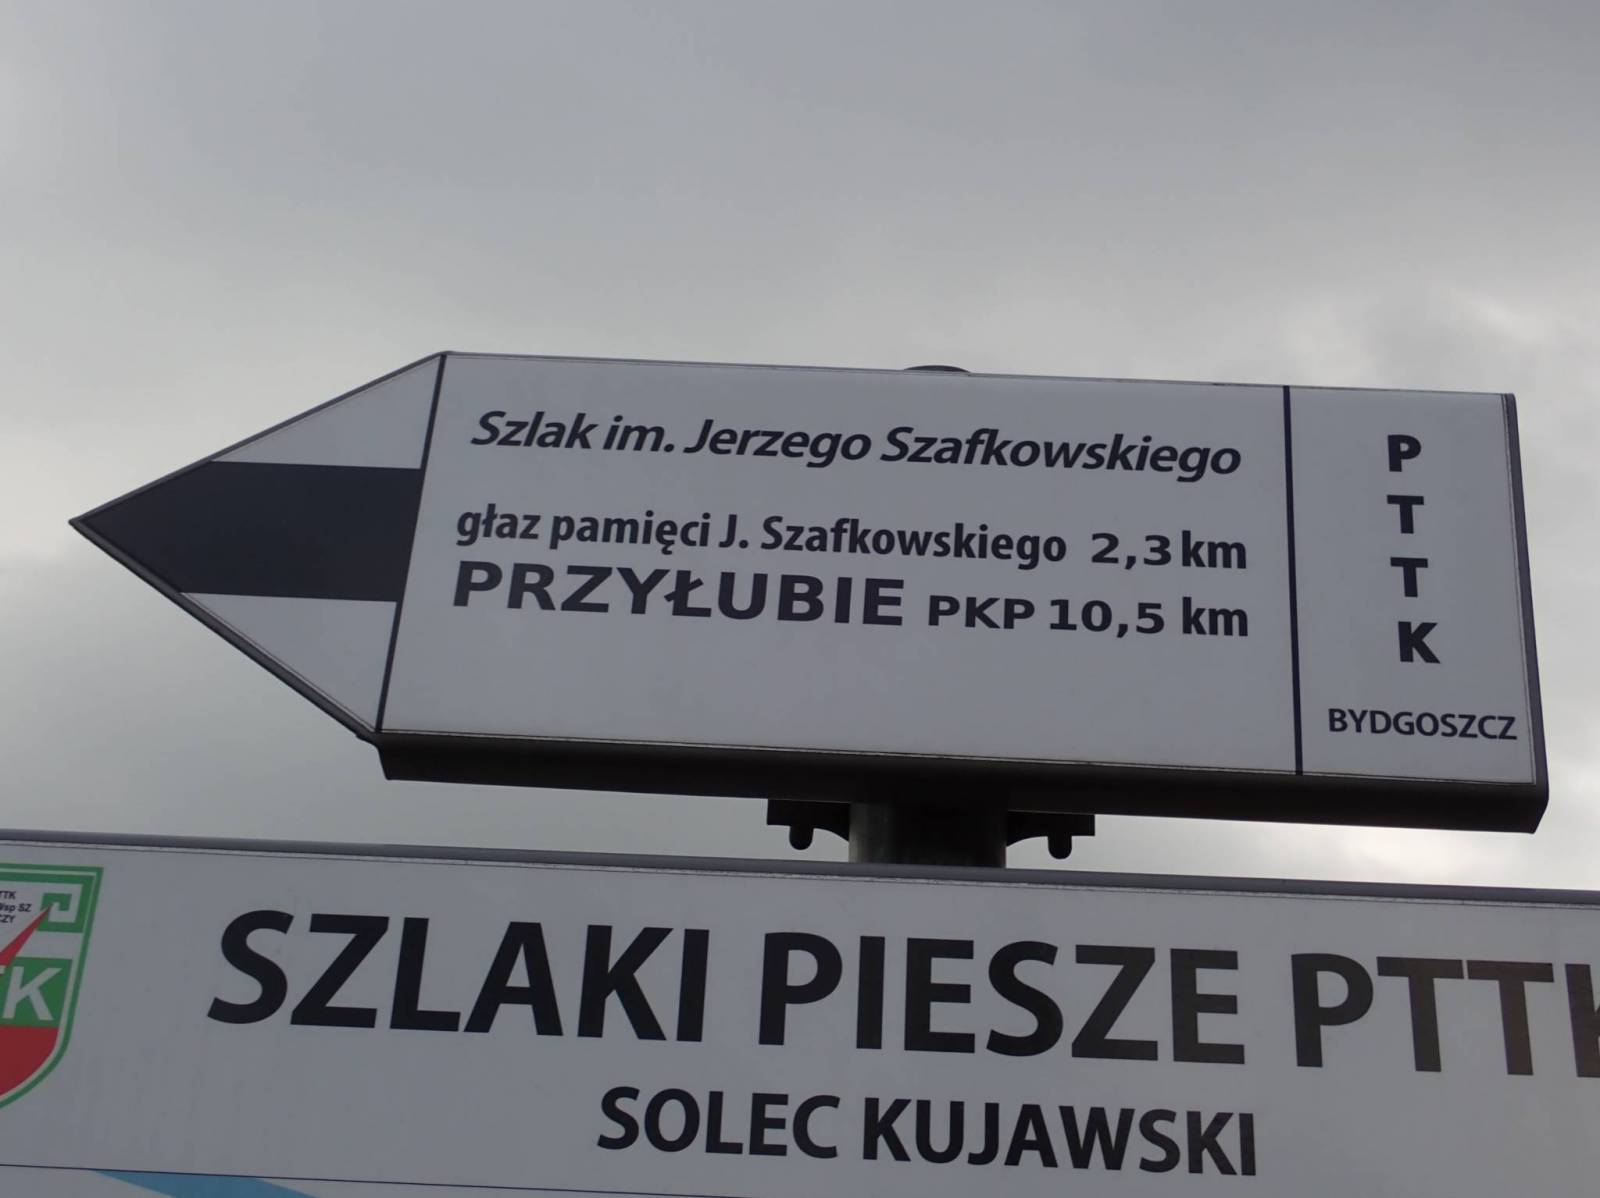 Szlak im. Jerzego Szafkowskiego
głaz pamięci J. Szafkowskiego 2,3 km
PRZYŁUBIE PKP 10,5 km
P
T
T
K
BYDGOSZCZ
SZLAKI PIESZE PTTK
SOLEC KUJAWSKI